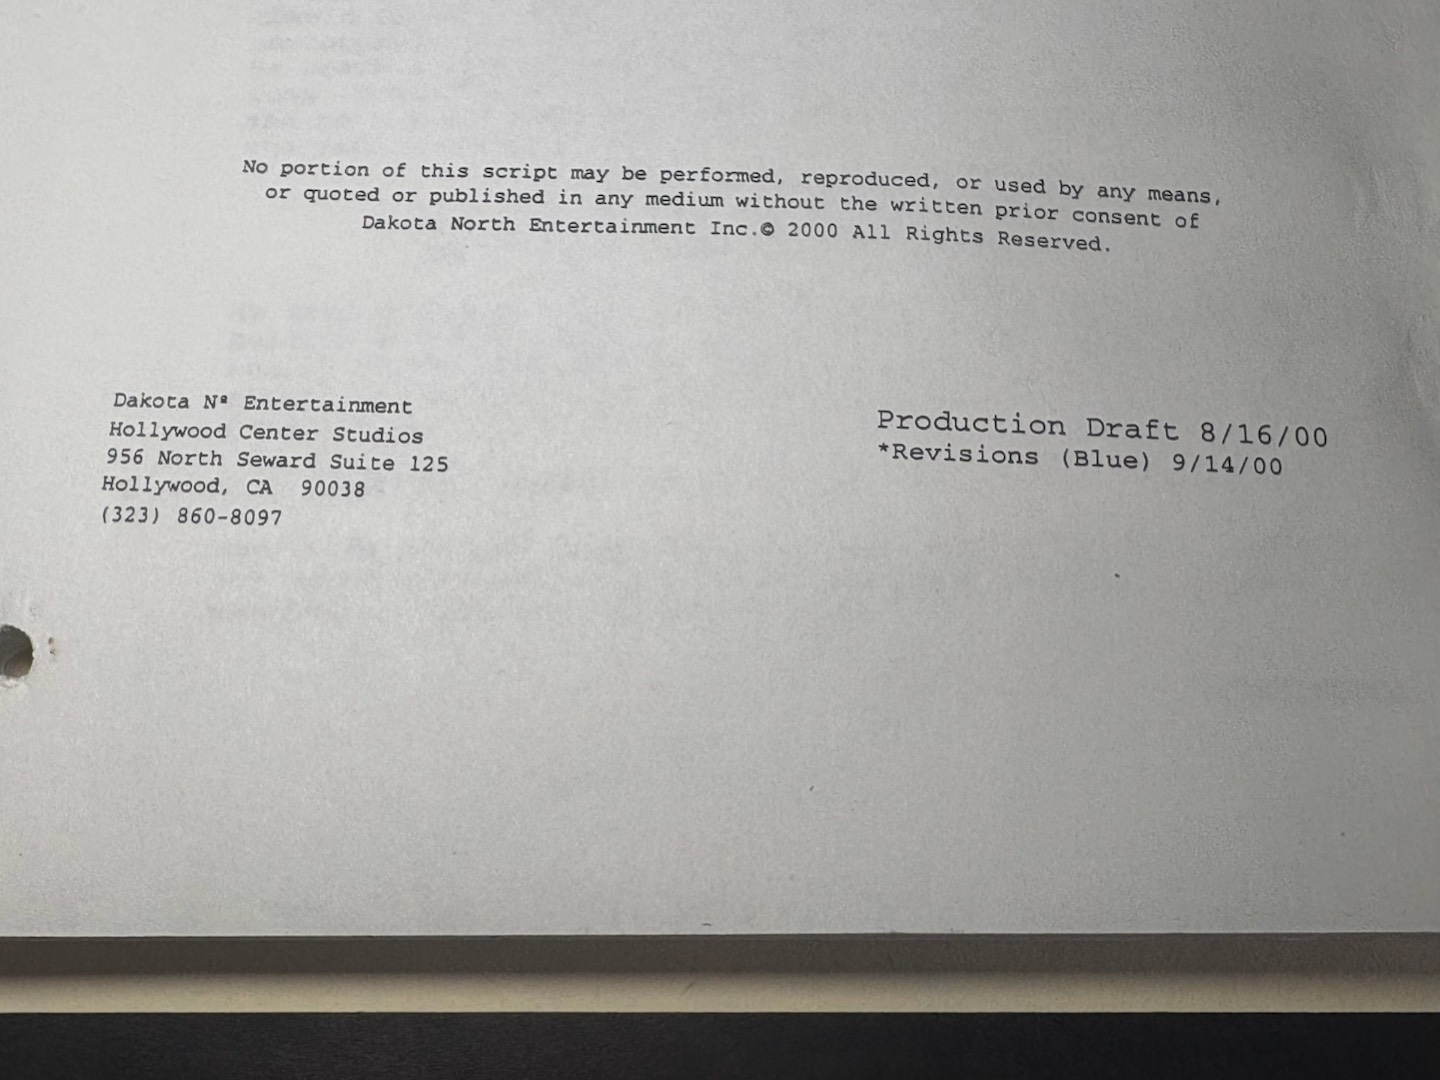 No portion of this script may be performed, reproduced, or used by any means,
or quoted or published in any medium without the written prior consent of
Dakota North Entertainment Inc.© 2000 All Rights Reserved.
Dakota Nº Entertainment
Hollywood Center Studios
956 North Seward Suite 125
Hollywood, CA  90038
(323) 860-8097
Production Draft 8/16/00
*Revisions (Blue) 9/14/00